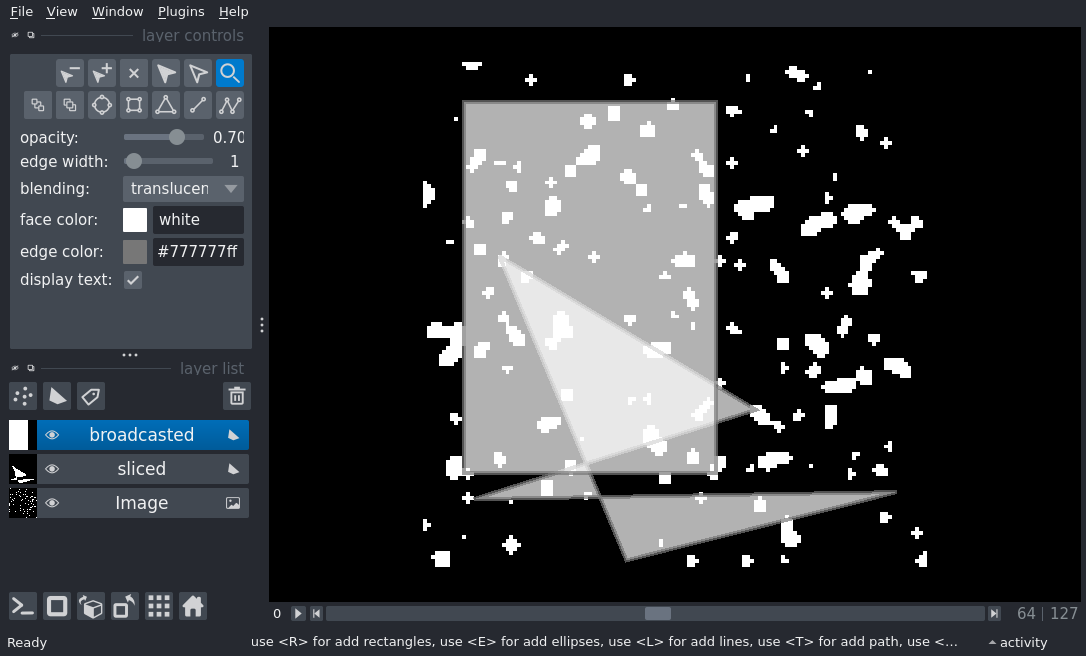 File View Window Plugins Help
layer controls
opacity: 0.70
edge width: 1
blending: translucen
face color: white
edge color: #777777ff
display text:
layer list
broadcasted
sliced
Image
0 64 127
Ready use <R> for add rectangles, use <E> for add ellipses, use <L> for add lines, use <T> for add path, use <... activity